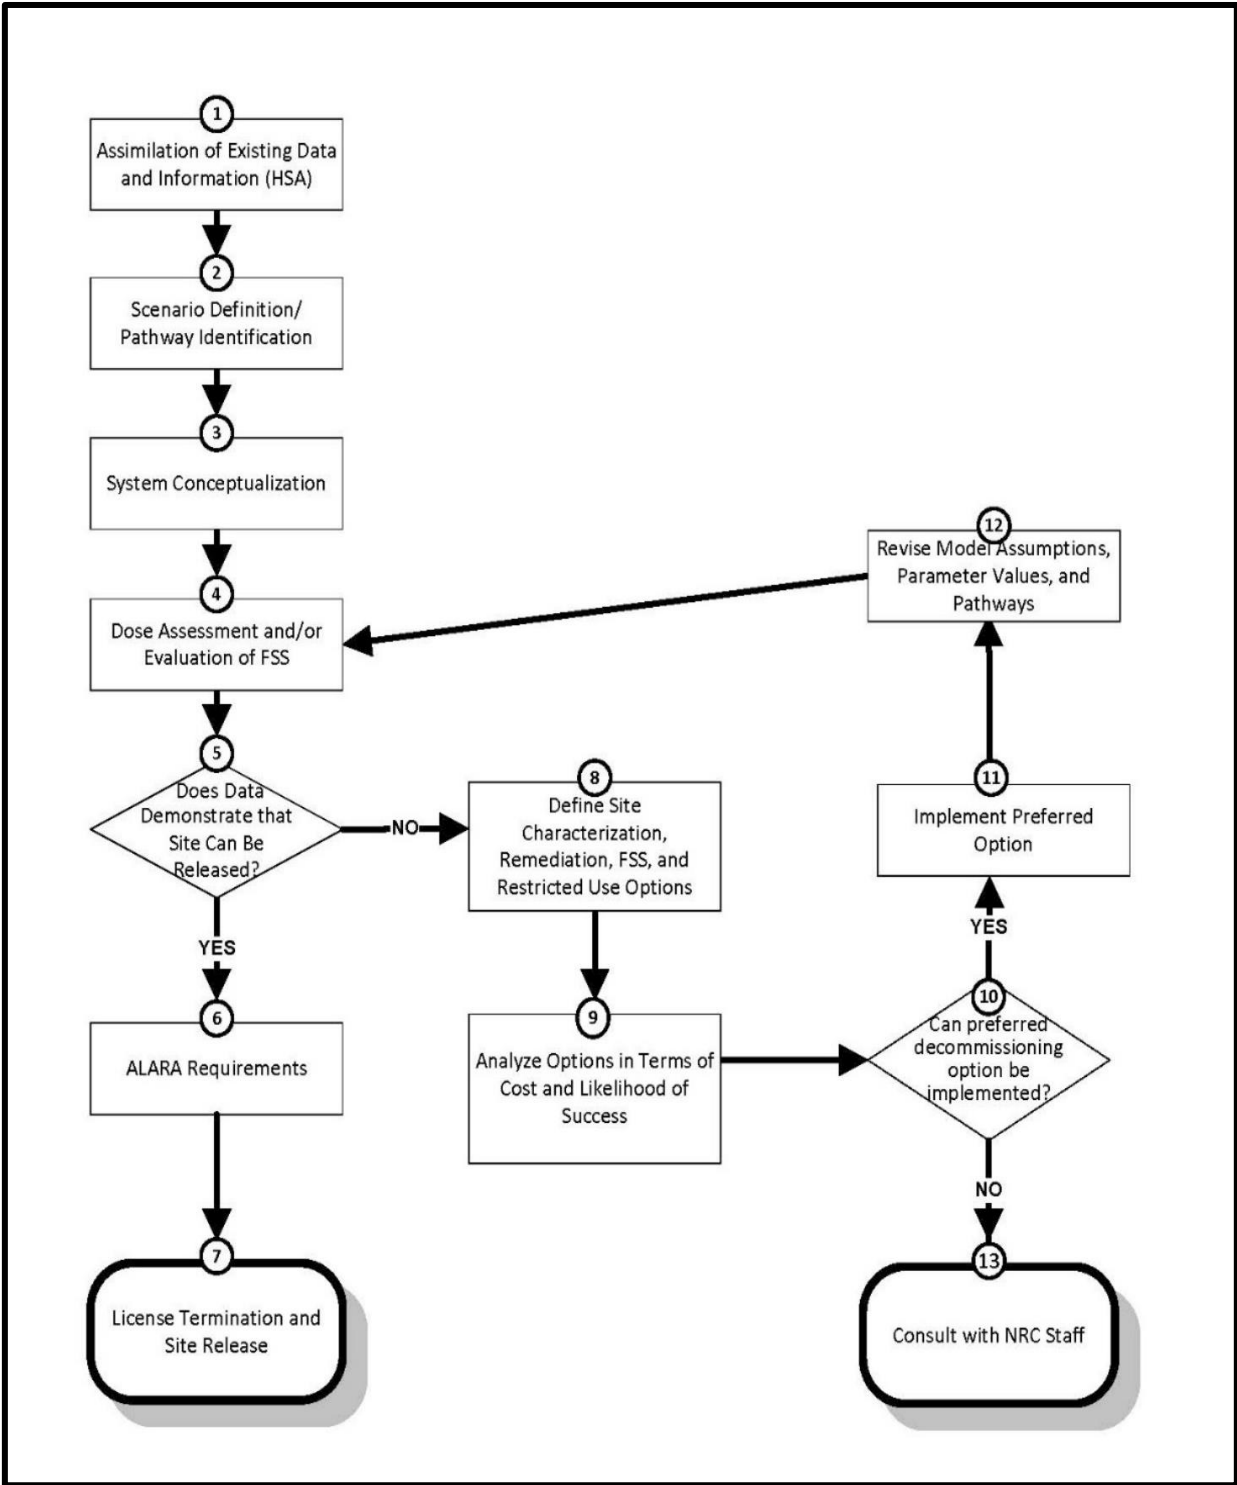 1
Assimilation of Existing Data
and Information (HSA)
2
Scenario Definition/
Pathway Identification
3
System Conceptualization
4
Dose Assessment and/or
Evaluation of FSS
5
Does Data
Demonstrate that
Site Can Be
Released?
NO
YES
6
ALARA Requirements
7
License Termination and
Site Release
8
Define Site
Characterization,
Remediation, FSS, and
Restricted Use Options
9
Analyze Options in Terms of
Cost and Likelihood of
Success
10
Can preferred
decommissioning
option be
implemented?
YES
NO
11
Implement Preferred
Option
12
Revise Model Assumptions,
Parameter Values, and
Pathways
13
Consult with NRC Staff